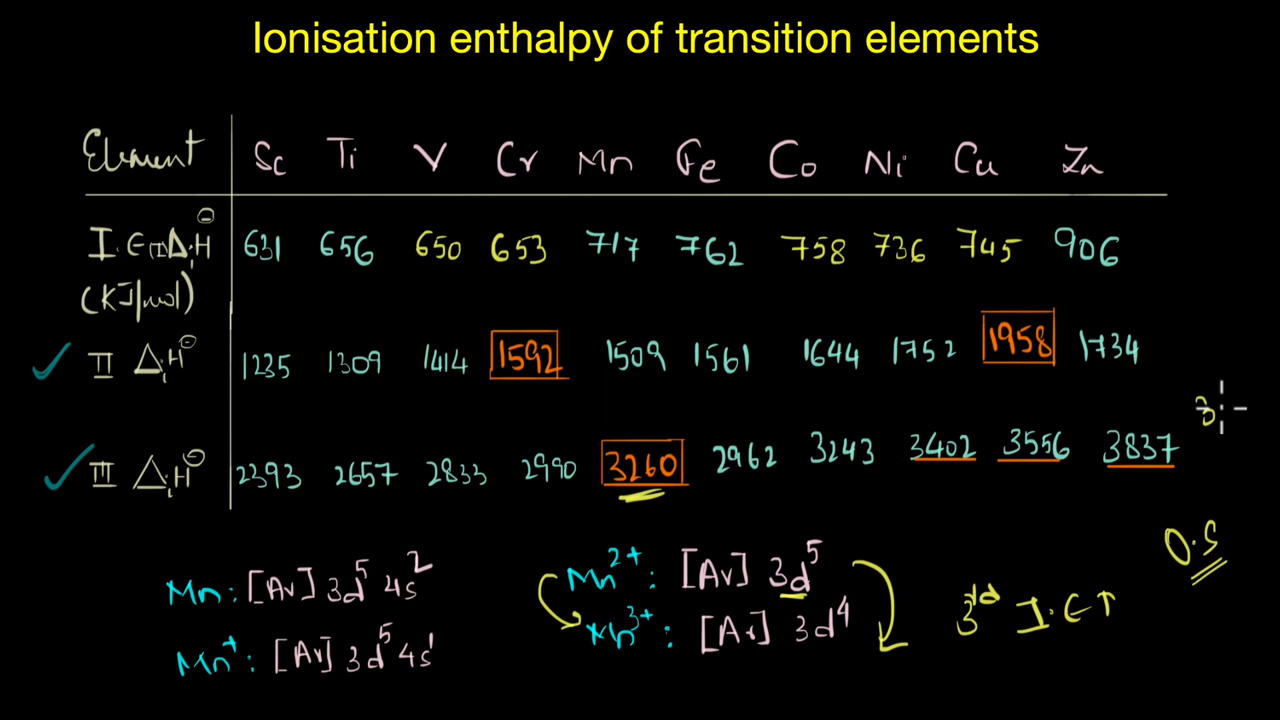 Ionisation enthalpy of transition elements
Element Sc Ti V Cr Mn Fe Co Ni Cu Zn
I.E (I) ΔᵢH⊖ 631 656 650 653 717 762 758 736 745 906
(KJ/mol)
II ΔᵢH⊖ 1235 1309 1414 1592 1509 1561 1644 1752 1958 1734
3
III ΔᵢH⊖ 2393 2657 2833 2990 3260 2962 3243 3402 3556 3837
O.S
Mn: [Ar] 3d⁵ 4s² Mn²⁺: [Ar] 3d⁵
3rd I.E ↑
Mn⁺: [Ar] 3d⁵ 4s¹ Mn³⁺: [Ar] 3d⁴